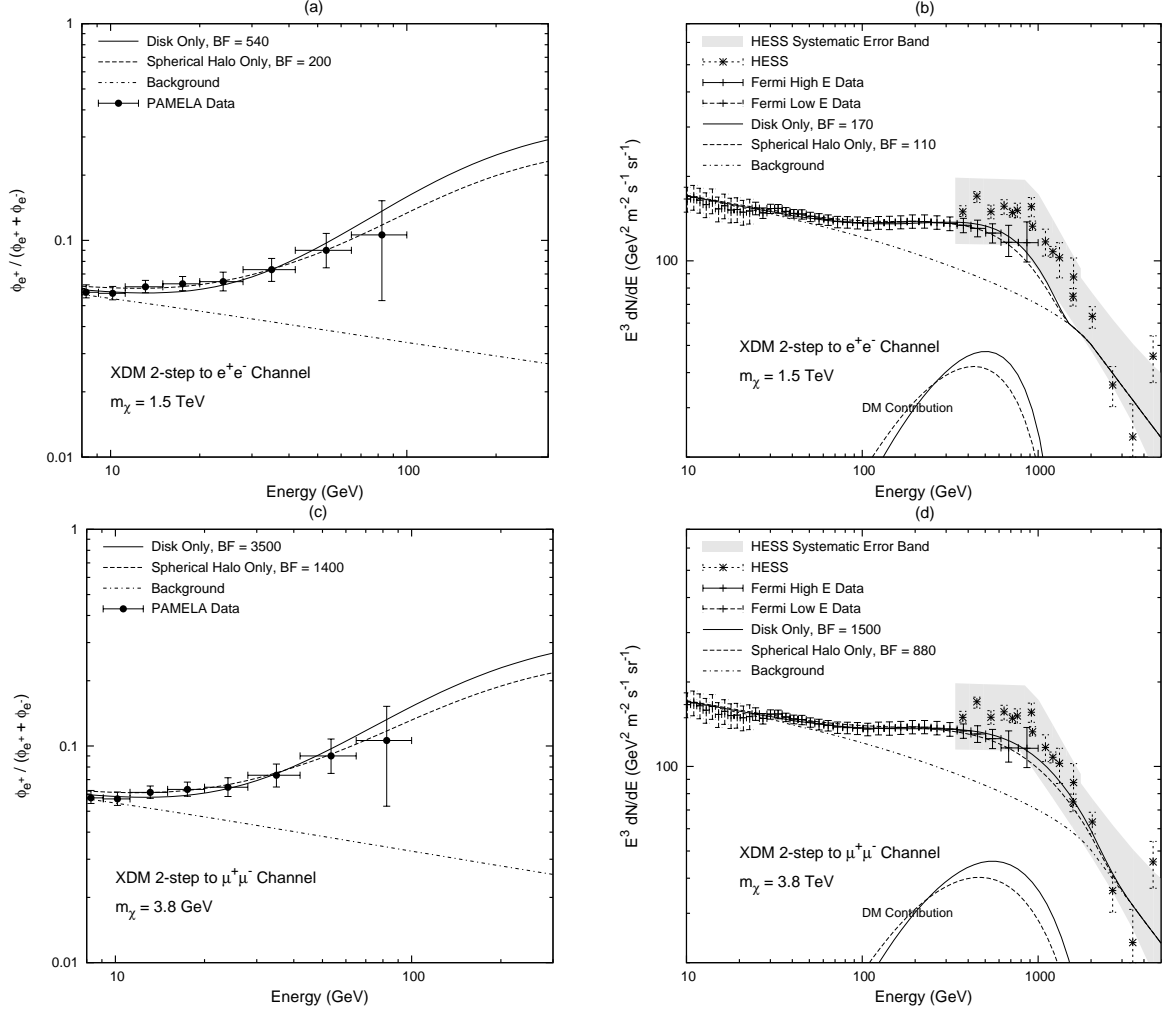 (a)
1
0.1
0.01
10
100
ϕe+ / (ϕe+ + ϕe-)
Energy (GeV)
Disk Only, BF = 540
Spherical Halo Only, BF = 200
Background
PAMELA Data
XDM 2-step to e+e- Channel
mχ = 1.5 TeV
(b)
100
10
100
1000
E3 dN/dE (GeV2 m-2 s-1 sr-1)
Energy (GeV)
HESS Systematic Error Band
HESS
Fermi High E Data
Fermi Low E Data
Disk Only, BF = 170
Spherical Halo Only, BF = 110
Background
XDM 2-step to e+e- Channel
mχ = 1.5 TeV
DM Contribution
(c)
1
0.1
0.01
10
100
ϕe+ / (ϕe+ + ϕe-)
Energy (GeV)
Disk Only, BF = 3500
Spherical Halo Only, BF = 1400
Background
PAMELA Data
XDM 2-step to μ+μ- Channel
mχ = 3.8 GeV
(d)
100
10
100
1000
E3 dN/dE (GeV2 m-2 s-1 sr-1)
Energy (GeV)
HESS Systematic Error Band
HESS
Fermi High E Data
Fermi Low E Data
Disk Only, BF = 1500
Spherical Halo Only, BF = 880
Background
XDM 2-step to μ+μ- Channel
mχ = 3.8 TeV
DM Contribution